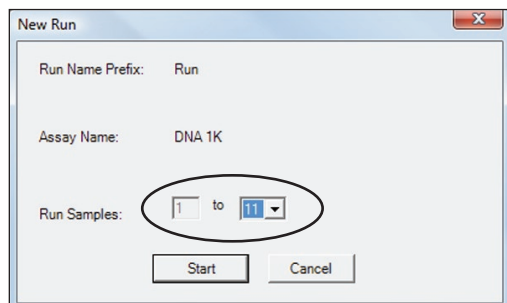 New Run
Run Name Prefix: Run
Assay Name: DNA 1K
Run Samples: 1 to 11
Start Cancel